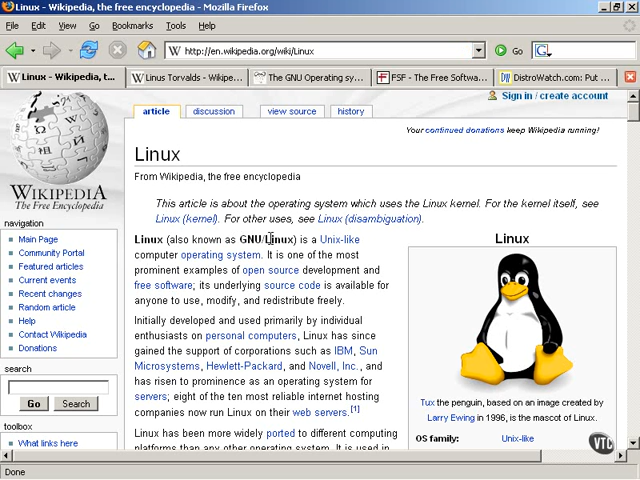 Linux - Wikipedia, the free encyclopedia - Mozilla Firefox
File Edit View Go Bookmarks Tools Help
http://en.wikipedia.org/wiki/Linux
Go
G
Linux - Wikipedia, t...
Linus Torvalds - Wikipe...
The GNU Operating sy...
FSF - The Free Softwa...
DistroWatch.com: Put ...
Sign in / create account
article
discussion
view source
history
Your continued donations keep Wikipedia running!
WIKIPEDIA
The Free Encyclopedia
navigation
Main Page
Community Portal
Featured articles
Current events
Recent changes
Random article
Help
Contact Wikipedia
Donations
search
Go
Search
toolbox
What links here
Linux
From Wikipedia, the free encyclopedia
This article is about the operating system which uses the Linux kernel. For the kernel itself, see
Linux (kernel). For other uses, see Linux (disambiguation).
Linux (also known as GNU/Linux) is a Unix-like
computer operating system. It is one of the most
prominent examples of open source development and
free software; its underlying source code is available for
anyone to use, modify, and redistribute freely.
Initially developed and used primarily by individual
enthusiasts on personal computers, Linux has since
gained the support of corporations such as IBM, Sun
Microsystems, Hewlett-Packard, and Novell, Inc., and
has risen to prominence as an operating system for
servers; eight of the ten most reliable internet hosting
companies now run Linux on their web servers.[1]
Linux has been more widely ported to different computing
platforms than any other operating system. It is used in
Linux
Tux the penguin, based on an image created by
Larry Ewing in 1996, is the mascot of Linux.
OS family: Unix-like
VTC
Done